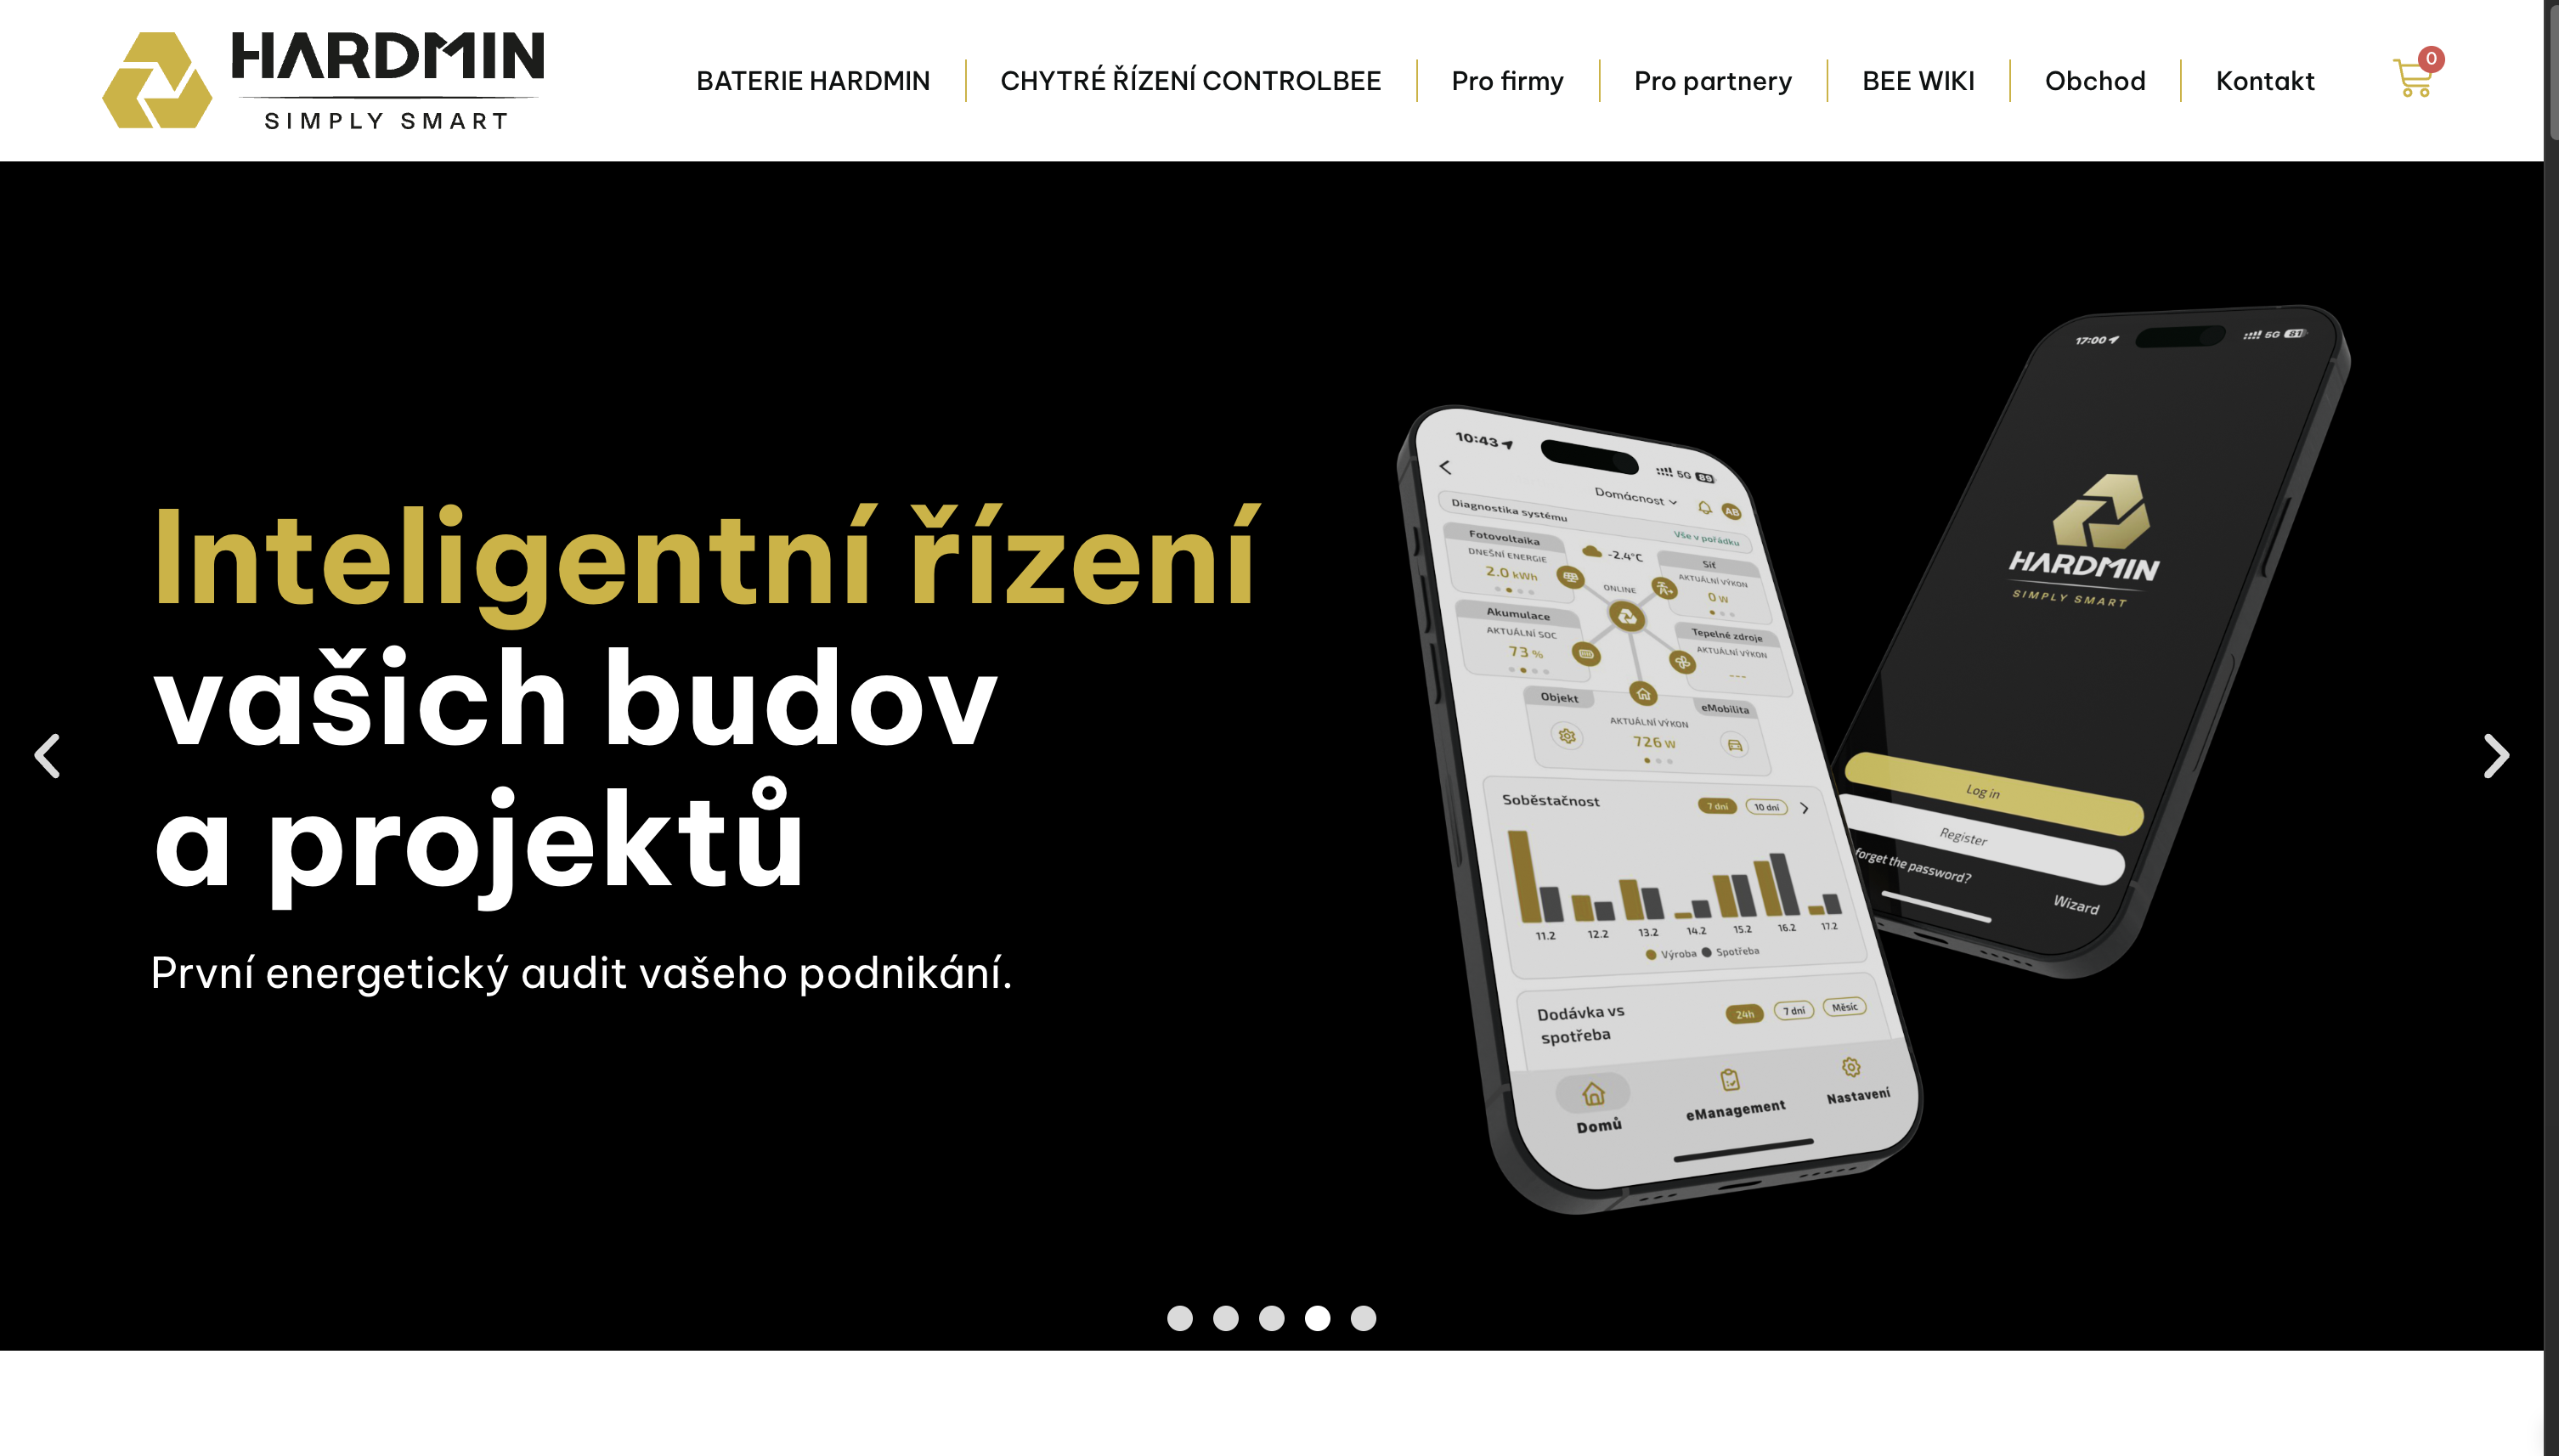 HARDMIN
SIMPLY SMART
BATERIE HARDMIN
CHYTRÉ ŘÍZENÍ CONTROLBEE
Pro firmy
Pro partnery
BEE WIKI
Obchod
Kontakt
0
Inteligentní řízení
vašich budov
a projektů
První energetický audit vašeho podnikání.
10:43
5G 89
Domácnost
AB
Diagnostika systému
Vše v pořádku
Fotovoltaika
DNEŠNÍ ENERGIE
2.0 kWh
-2.4°C
ONLINE
Síť
AKTUÁLNÍ VÝKON
0 W
Akumulace
AKTUÁLNÍ SOC
73 %
Tepelné zdroje
AKTUÁLNÍ VÝKON
---
Objekt
AKTUÁLNÍ VÝKON
726 W
eMobilita
Soběstačnost
7 dní
10 dní
11.2 12.2 13.2 14.2 15.2 16.2 17.2
Výroba Spotřeba
Dodávka vs
spotřeba
24h
7 dní
Měsíc
Domů
eManagement
Nastavení
17:00
5G 81
HARDMIN
SIMPLY SMART
Log in
Register
forget the password?
Wizard